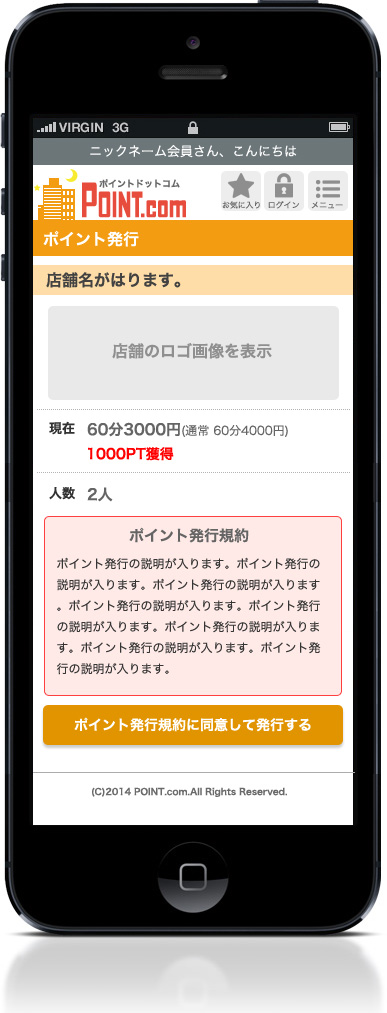 VIRGIN 3G
ニックネーム会員さん、こんにちは
ポイントドットコム
POINT.com
お気に入り ログイン メニュー
ポイント発行
店舗名がはります。
店舗のロゴ画像を表示
現在 60分3000円(通常 60分4000円)
1000PT獲得
人数 2人
ポイント発行規約
ポイント発行の説明が入ります。ポイント発行の
説明が入ります。ポイント発行の説明が入ります
。ポイント発行の説明が入ります。ポイント発行
の説明が入ります。ポイント発行の説明が入りま
す。ポイント発行の説明が入ります。ポイント発
行の説明が入ります。
ポイント発行規約に同意して発行する
(C)2014 POINT.com.All Rights Reserved.